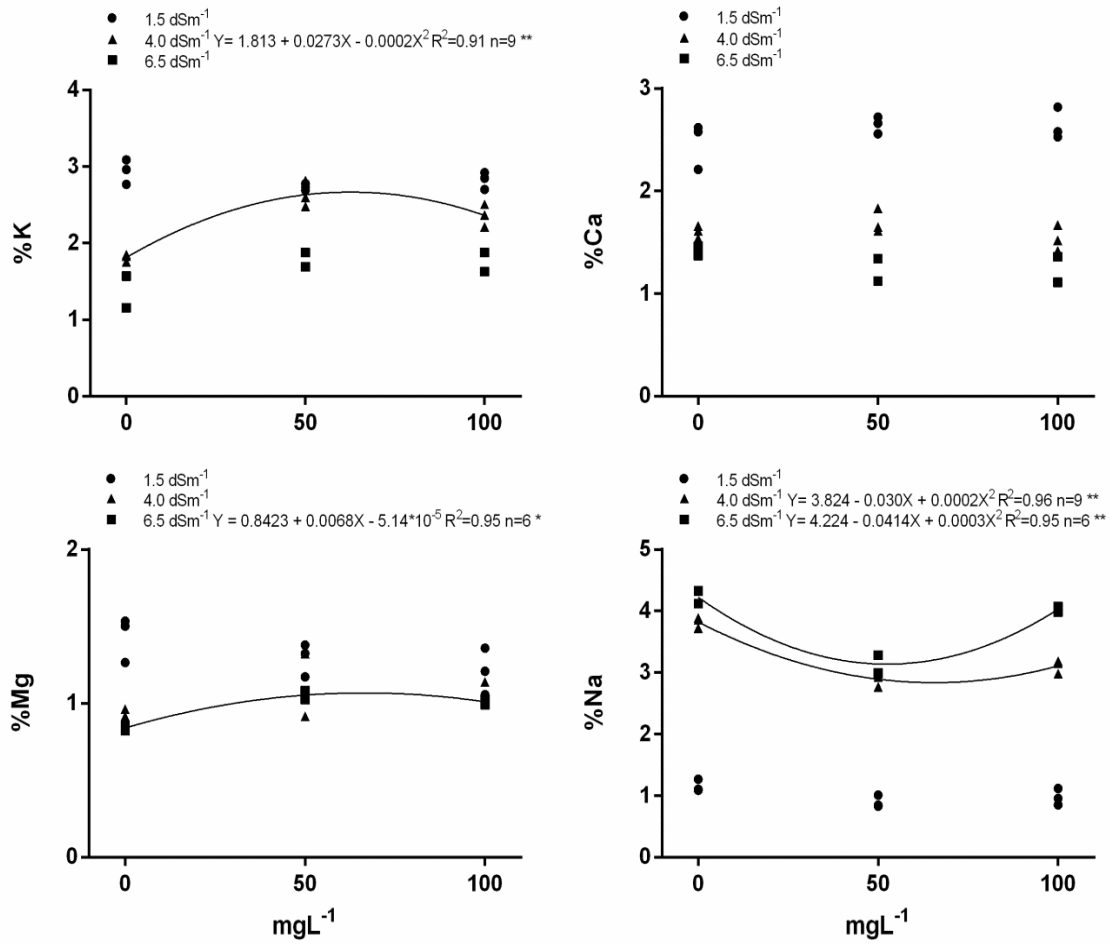 1.5 dSm⁻¹
4.0 dSm⁻¹ Y= 1.813 + 0.0273X - 0.0002X² R²=0.91 n=9 **
6.5 dSm⁻¹
4
3
2
1
0
%K
0 50 100
1.5 dSm⁻¹
4.0 dSm⁻¹
6.5 dSm⁻¹
3
2
1
0
%Ca
0 50 100
1.5 dSm⁻¹
4.0 dSm⁻¹
6.5 dSm⁻¹ Y = 0.8423 + 0.0068X - 5.14*10⁻⁵ R²=0.95 n=6 *
2
1
0
%Mg
0 50 100
mgL⁻¹
1.5 dSm⁻¹
4.0 dSm⁻¹ Y= 3.824 - 0.030X + 0.0002X² R²=0.96 n=9 **
6.5 dSm⁻¹ Y= 4.224 - 0.0414X + 0.0003X² R²=0.95 n=6 **
5
4
3
2
1
0
%Na
0 50 100
mgL⁻¹